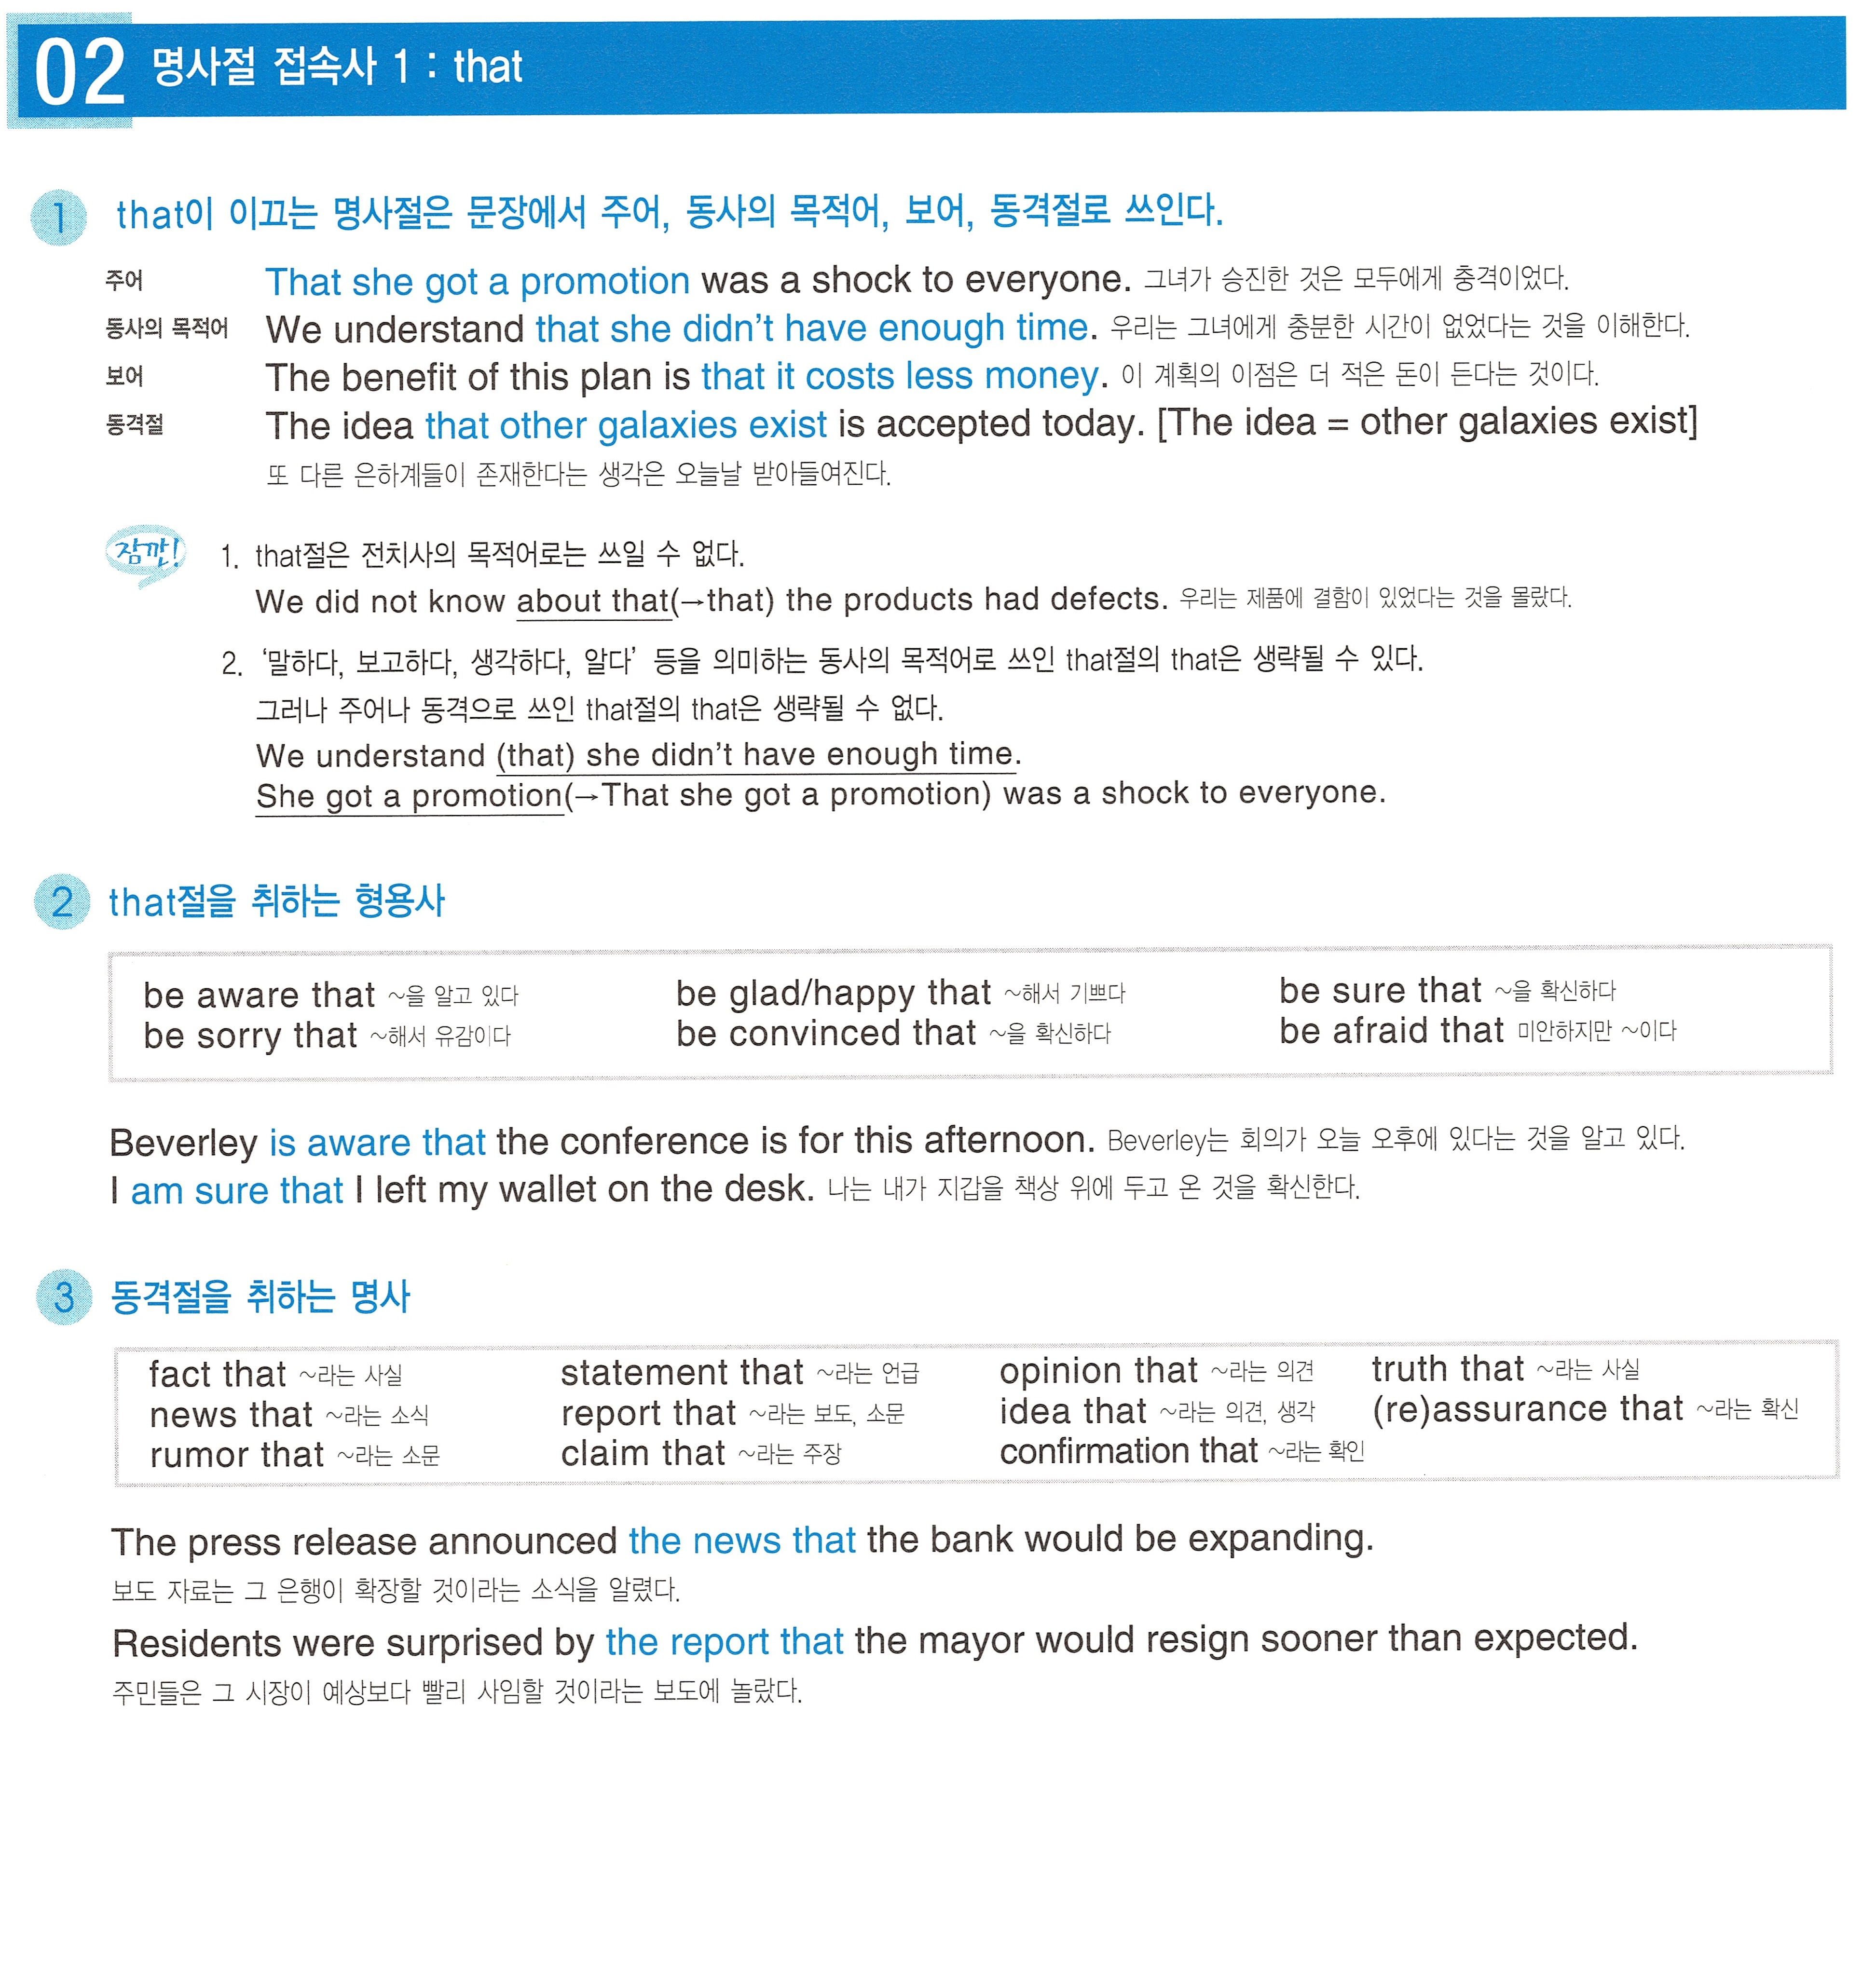 02 명사절 접속사 1 : that
1 that이 이끄는 명사절은 문장에서 주어, 동사의 목적어, 보어, 동격절로 쓰인다.
주어 That she got a promotion was a shock to everyone. 그녀가 승진한 것은 모두에게 충격이었다.
동사의 목적어 We understand that she didn't have enough time. 우리는 그녀에게 충분한 시간이 없었다는 것을 이해한다.
보어 The benefit of this plan is that it costs less money. 이 계획의 이점은 더 적은 돈이 든다는 것이다.
동격절 The idea that other galaxies exist is accepted today. [The idea = other galaxies exist]
또 다른 은하계들이 존재한다는 생각은 오늘날 받아들여진다.
잠깐! 1. that절은 전치사의 목적어로는 쓰일 수 없다.
We did not know about that(→that) the products had defects. 우리는 제품에 결함이 있었다는 것을 몰랐다.
2. ‘말하다, 보고하다, 생각하다, 알다’ 등을 의미하는 동사의 목적어로 쓰인 that절의 that은 생략될 수 있다.
그러나 주어나 동격으로 쓰인 that절의 that은 생략될 수 없다.
We understand (that) she didn't have enough time.
She got a promotion(→That she got a promotion) was a shock to everyone.
2 that절을 취하는 형용사
be aware that ~을 알고 있다 be glad/happy that ~해서 기쁘다 be sure that ~을 확신하다
be sorry that ~해서 유감이다 be convinced that ~을 확신하다 be afraid that 미안하지만 ~이다
Beverley is aware that the conference is for this afternoon. Beverley는 회의가 오늘 오후에 있다는 것을 알고 있다.
I am sure that I left my wallet on the desk. 나는 내가 지갑을 책상 위에 두고 온 것을 확신한다.
3 동격절을 취하는 명사
fact that ~라는 사실 statement that ~라는 언급 opinion that ~라는 의견 truth that ~라는 사실
news that ~라는 소식 report that ~라는 보도, 소문 idea that ~라는 의견, 생각 (re)assurance that ~라는 확신
rumor that ~라는 소문 claim that ~라는 주장 confirmation that ~라는 확인
The press release announced the news that the bank would be expanding.
보도 자료는 그 은행이 확장할 것이라는 소식을 알렸다.
Residents were surprised by the report that the mayor would resign sooner than expected.
주민들은 그 시장이 예상보다 빨리 사임할 것이라는 보도에 놀랐다.